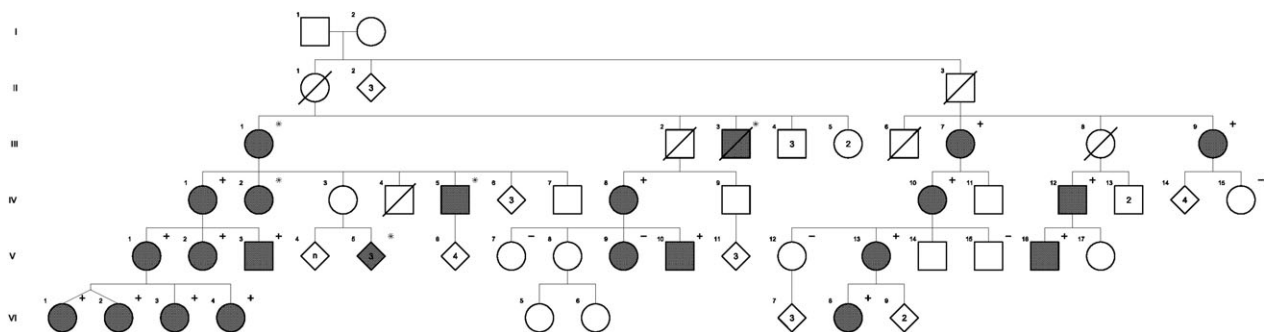 1 2
I
1 2 3
II 3
1 * 2 3 * 4 5 6 7 + 8 9 +
III 3 2
1 + 2 * 3 4 5 * 6 7 8 + 9 10 + 11 12 + 13 14 15 −
IV 3 2 4
1 + 2 + 3 + 4 5 * 6 7 − 8 9 − 10 + 11 12 − 13 + 14 15 − 16 + 17
V n 3 4 3
1 + 2 + 3 + 4 + 5 6 7 8 + 9
VI 3 2